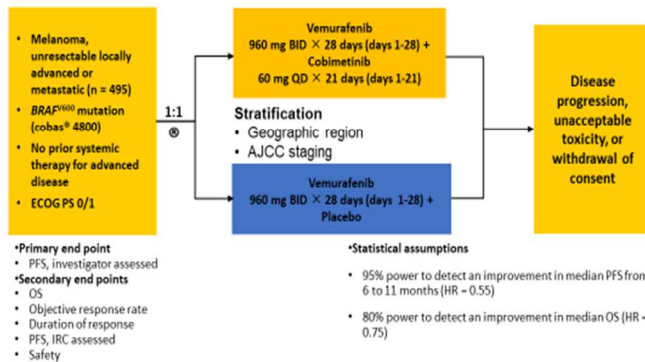 • Melanoma,
unresectable locally
advanced or
metastatic (n = 495)
• BRAFV600 mutation
(cobas® 4800)
• No prior systemic
therapy for advanced
disease
• ECOG PS 0/1
1:1
®
Vemurafenib
960 mg BID × 28 days (days 1-28) +
Cobimetinib
60 mg QD × 21 days (days 1-21)
Stratification
• Geographic region
• AJCC staging
Vemurafenib
960 mg BID × 28 days (days 1-28) +
Placebo
Disease
progression,
unacceptable
toxicity, or
withdrawal of
consent
•Primary end point
• PFS, investigator assessed
•Secondary end points
• OS
• Objective response rate
• Duration of response
• PFS, IRC assessed
• Safety
•Statistical assumptions
• 95% power to detect an improvement in median PFS from
6 to 11 months (HR = 0.55)
• 80% power to detect an improvement in median OS (HR =
0.75)